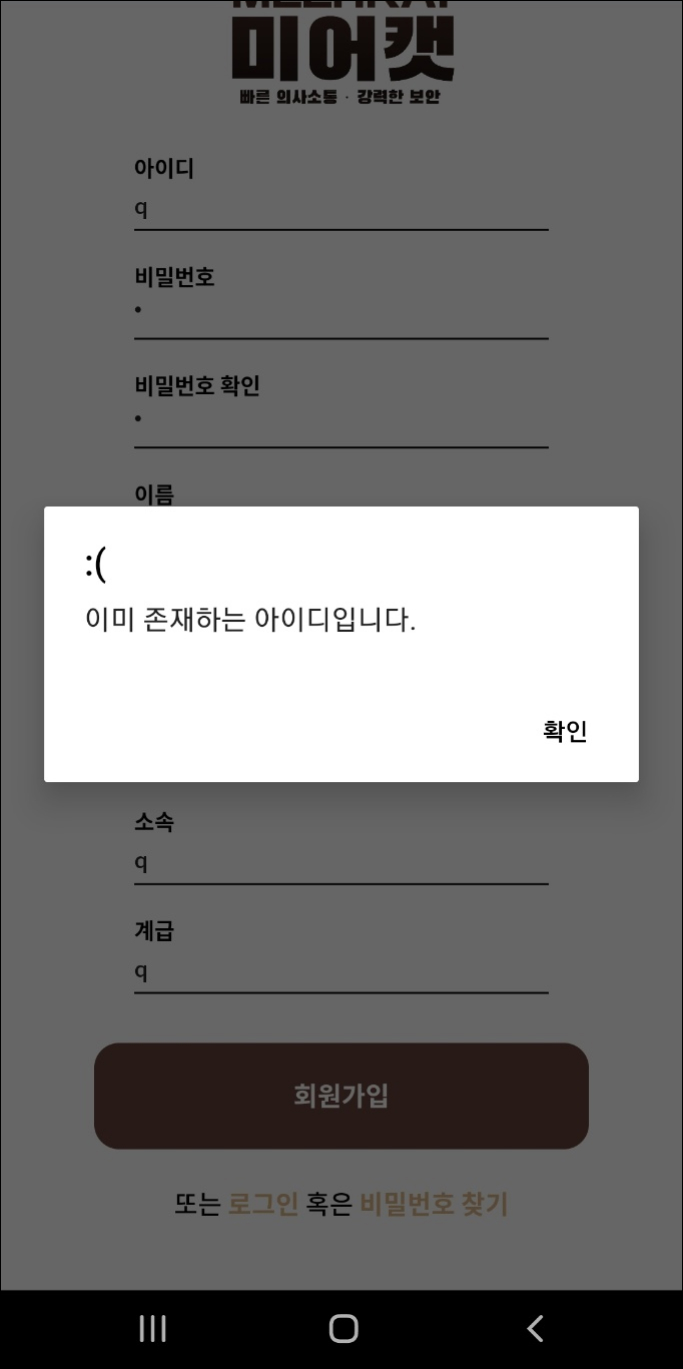 미어캣
빠른 의사소통 · 강력한 보안
아이디
q
비밀번호
•
비밀번호 확인
•
이름
:(
이미 존재하는 아이디입니다.
확인
소속
q
계급
q
회원가입
또는 로그인 혹은 비밀번호 찾기